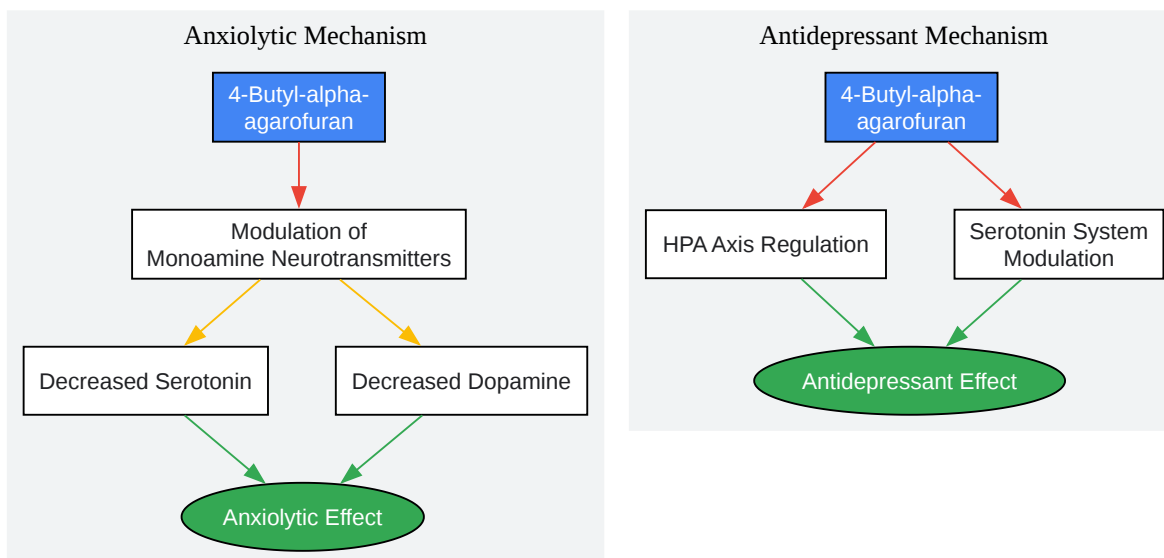 Anxiolytic Mechanism
4-Butyl-alpha-
agarofuran
Modulation of
Monoamine Neurotransmitters
Decreased Serotonin
Decreased Dopamine
Anxiolytic Effect
Antidepressant Mechanism
4-Butyl-alpha-
agarofuran
HPA Axis Regulation
Serotonin System
Modulation
Antidepressant Effect